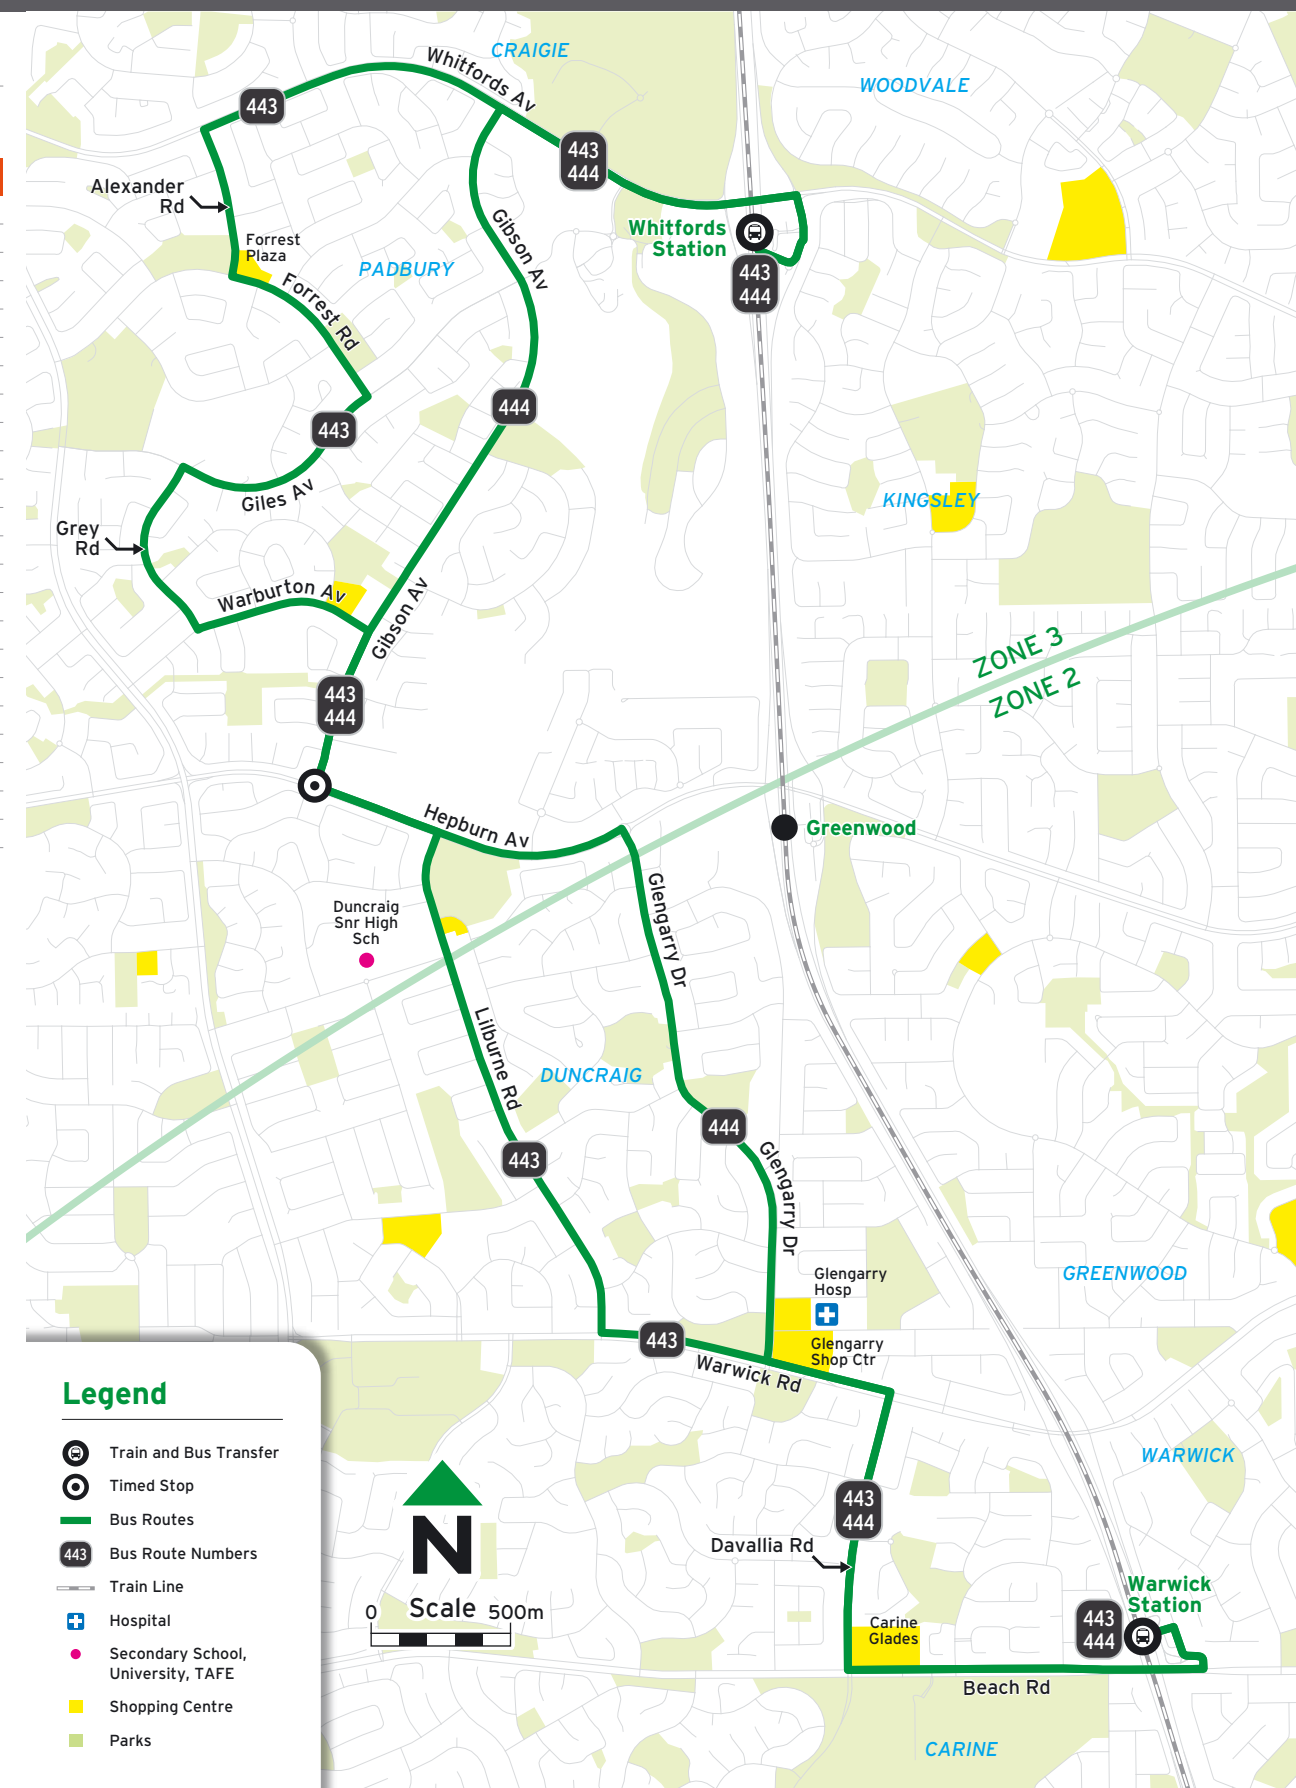 CRAIGIE
Whitfords Av
WOODVALE
443
443
444
Alexander
Rd
Forrest
Plaza
PADBURY
Gibson Av
Whitfords
Station
443
444
Forrest Rd
444
443
Giles Av
KINGSLEY
Grey
Rd
Warburton Av
Gibson Av
ZONE 3
ZONE 2
443
444
Hepburn Av
Greenwood
Duncraig
Snr High
Sch
Glengarry Dr
Lilburne Rd
DUNCRAIG
444
443
Glengarry Dr
GREENWOOD
Glengarry
Hosp
443
Glengarry
Shop Ctr
Warwick Rd
WARWICK
443
444
Davallia Rd
Warwick
Station
443
444
Carine
Glades
Beach Rd
CARINE
N
Scale
0
500m
Legend
Train and Bus Transfer
Timed Stop
Bus Routes
443
Bus Route Numbers
Train Line
Hospital
Secondary School,
University, TAFE
Shopping Centre
Parks